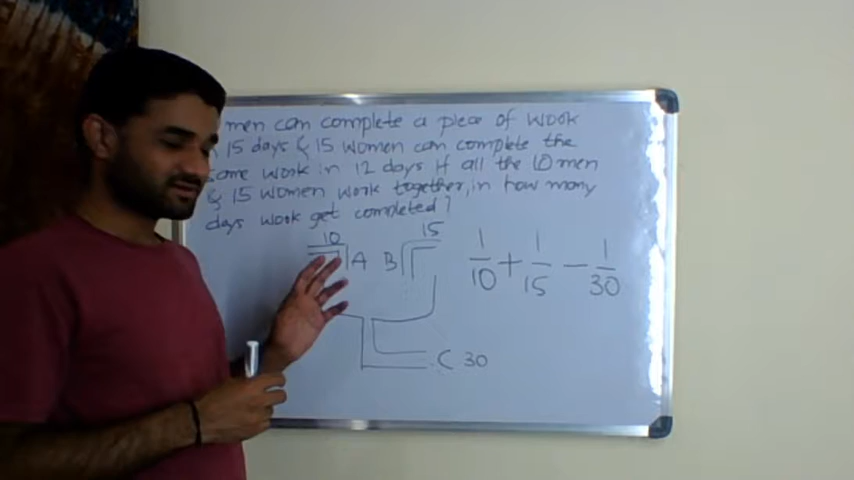 men can complete a piece of work
15 days & 15 women can complete the
same work in 12 days if all the 10 men
& 15 women work together, in how many
days work get completed?
10 15
A B
1/10 + 1/15 - 1/30
C 30